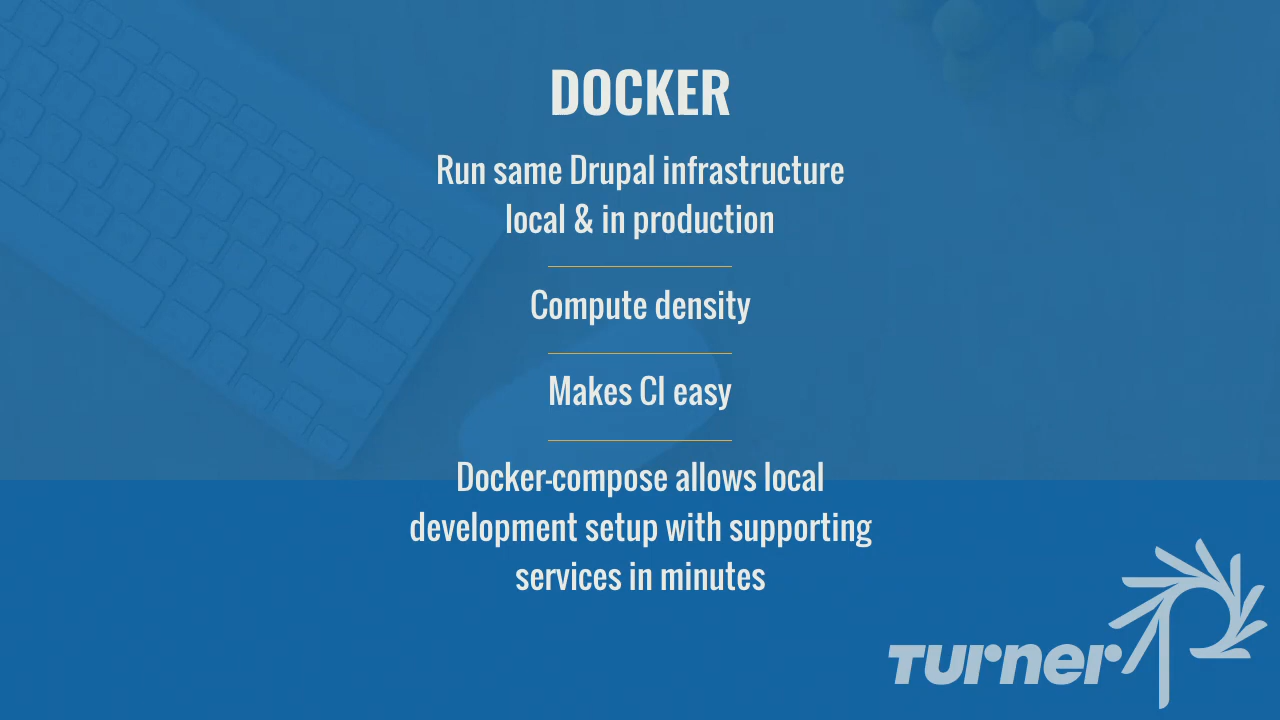 DOCKER
Run same Drupal infrastructure
local & in production
Compute density
Makes CI easy
Docker-compose allows local
development setup with supporting
services in minutes
Turner